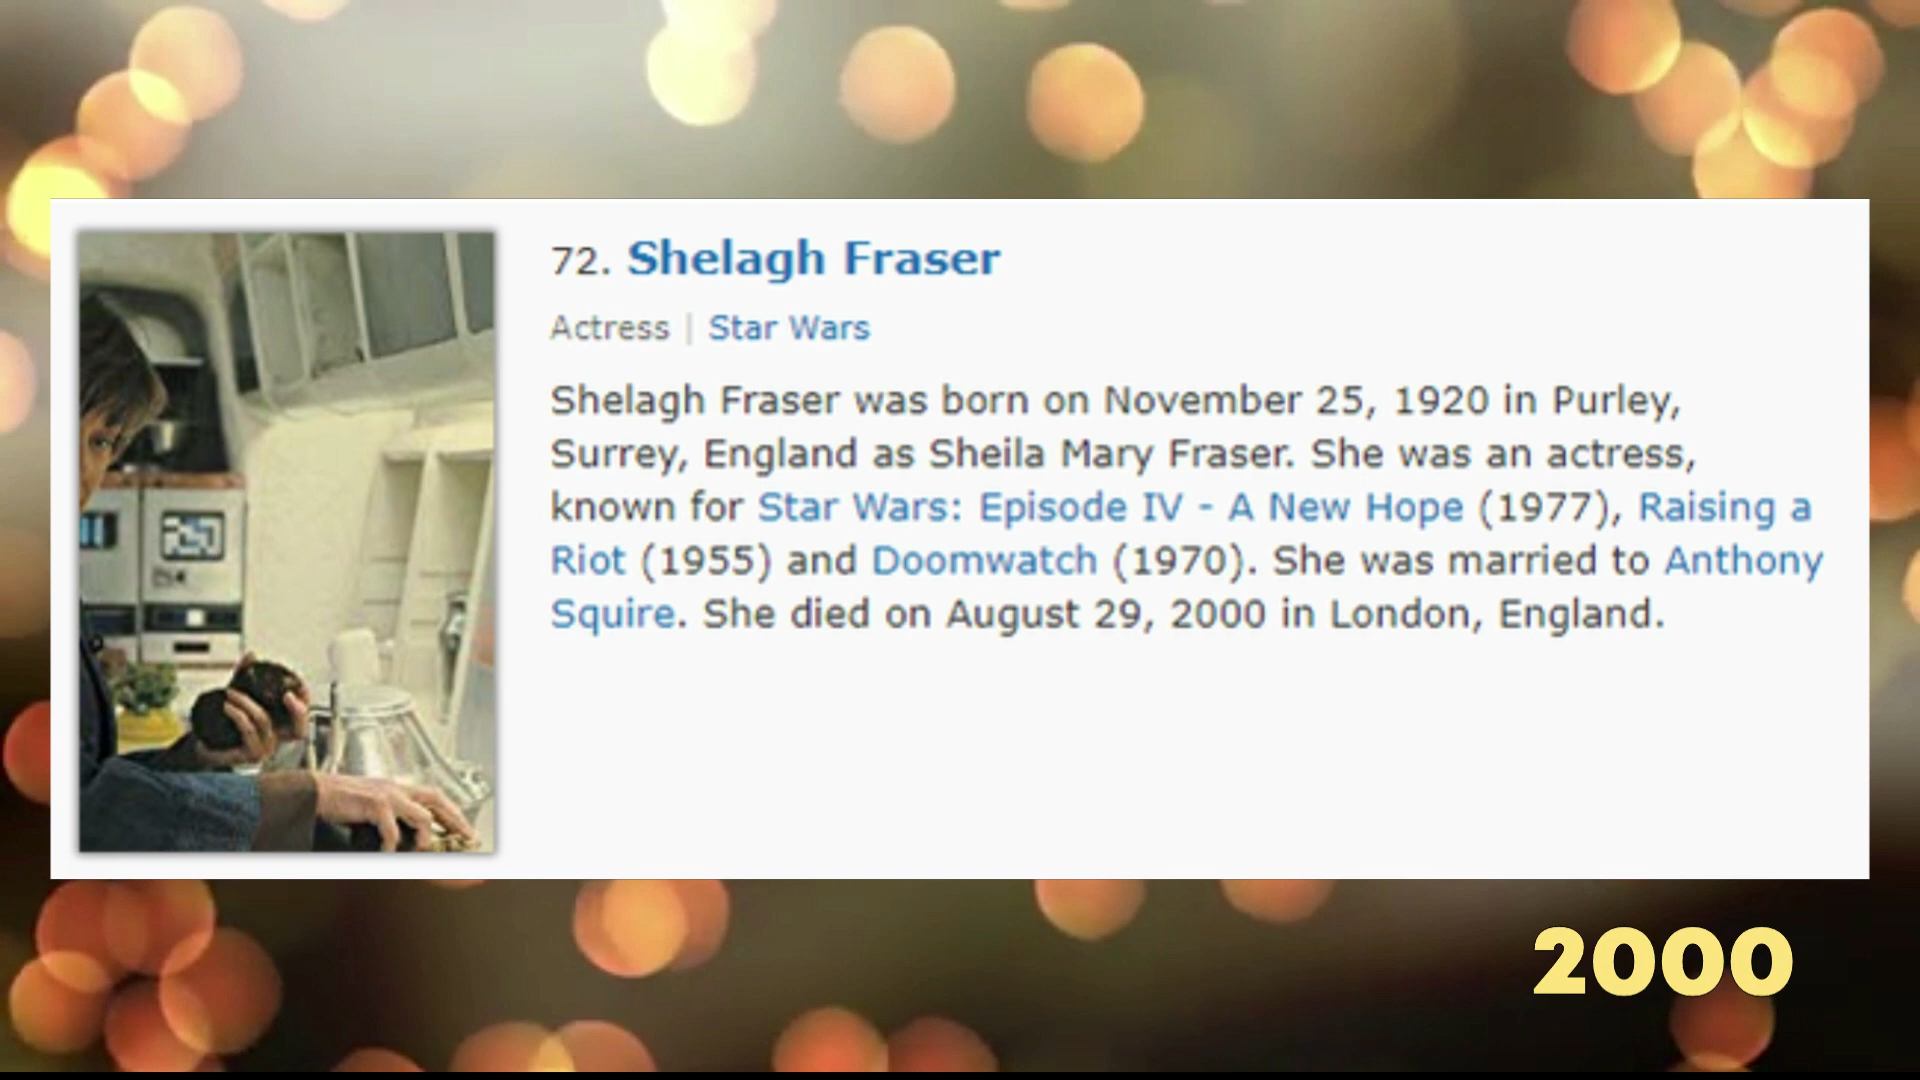 72. Shelagh Fraser
Actress | Star Wars
Shelagh Fraser was born on November 25, 1920 in Purley,
Surrey, England as Sheila Mary Fraser. She was an actress,
known for Star Wars: Episode IV - A New Hope (1977), Raising a
Riot (1955) and Doomwatch (1970). She was married to Anthony
Squire. She died on August 29, 2000 in London, England.
2000